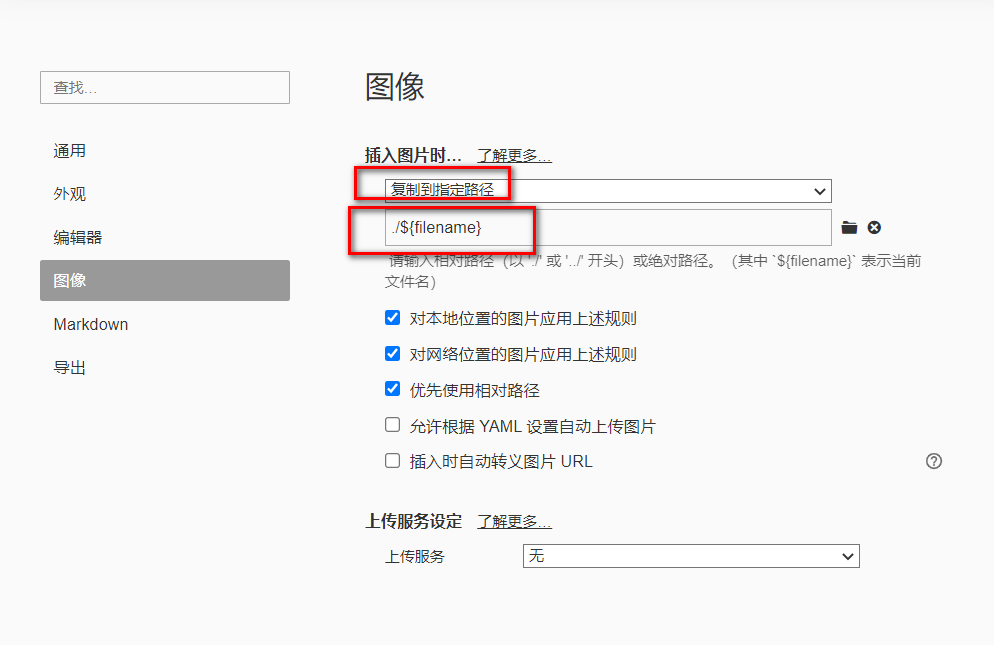 图像
查找...
插入图片时... 了解更多...
通用
复制到指定路径
外观
./${filename}
编辑器
请输入相对路径（以 './' 或 '../' 开头）或绝对路径。（其中 `${filename}` 表示当前
文件名）
图像
对本地位置的图片应用上述规则
Markdown
对网络位置的图片应用上述规则
导出
优先使用相对路径
允许根据 YAML 设置自动上传图片
插入时自动转义图片 URL
上传服务设定 了解更多...
上传服务 无